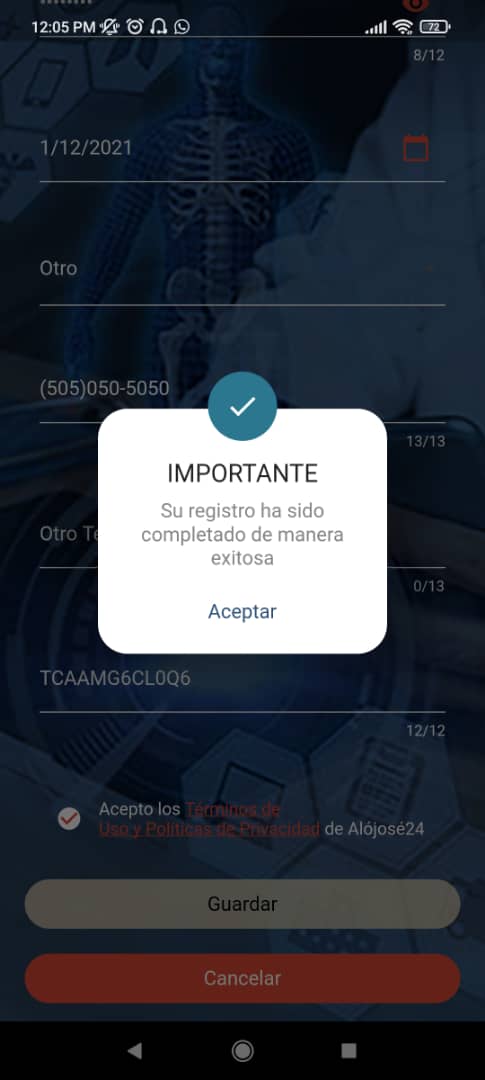 12:05 PM
72
8/12
1/12/2021
Otro
(505)050-5050
13/13
IMPORTANTE
Su registro ha sido
completado de manera
exitosa
Aceptar
Otro Te
0/13
TCAAMG6CL0Q6
12/12
Acepto los Términos de
Uso y Políticas de Privacidad de Alójosé24
Guardar
Cancelar